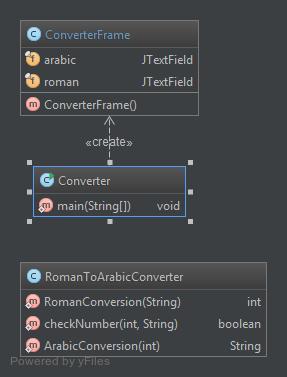 ConverterFrame
arabic JTextField
roman JTextField
ConverterFrame()
«create»
Converter
main(String[]) void
RomanToArabicConverter
RomanConversion(String) int
checkNumber(int, String) boolean
ArabicConversion(int) String
Powered by yFiles